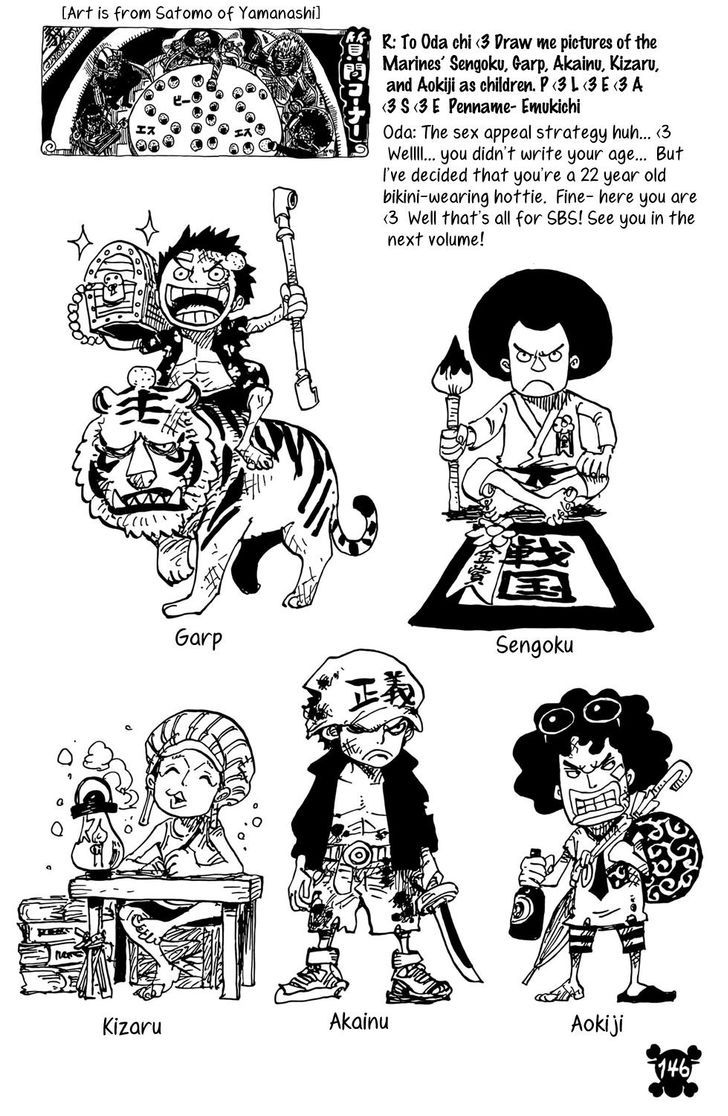 [Art is from Satomo of Yamanashi]
質問コーナー
ピー
エス
エス
R: To Oda chi <3 Draw me pictures of the
Marines' Sengoku, Garp, Akainu, Kizaru,
and Aokiji as children. P <3 L <3 E <3 A
<3 S <3 E Penname- Emukichi
Oda: The sex appeal strategy huh... <3
Wellll... you didn't write your age... But
I've decided that you're a 22 year old
bikini-wearing hottie. Fine- here you are
<3 Well that's all for SBS! See you in the
next volume!
金賞
戦国
Garp
Sengoku
正義
Kizaru
Akainu
Aokiji
146